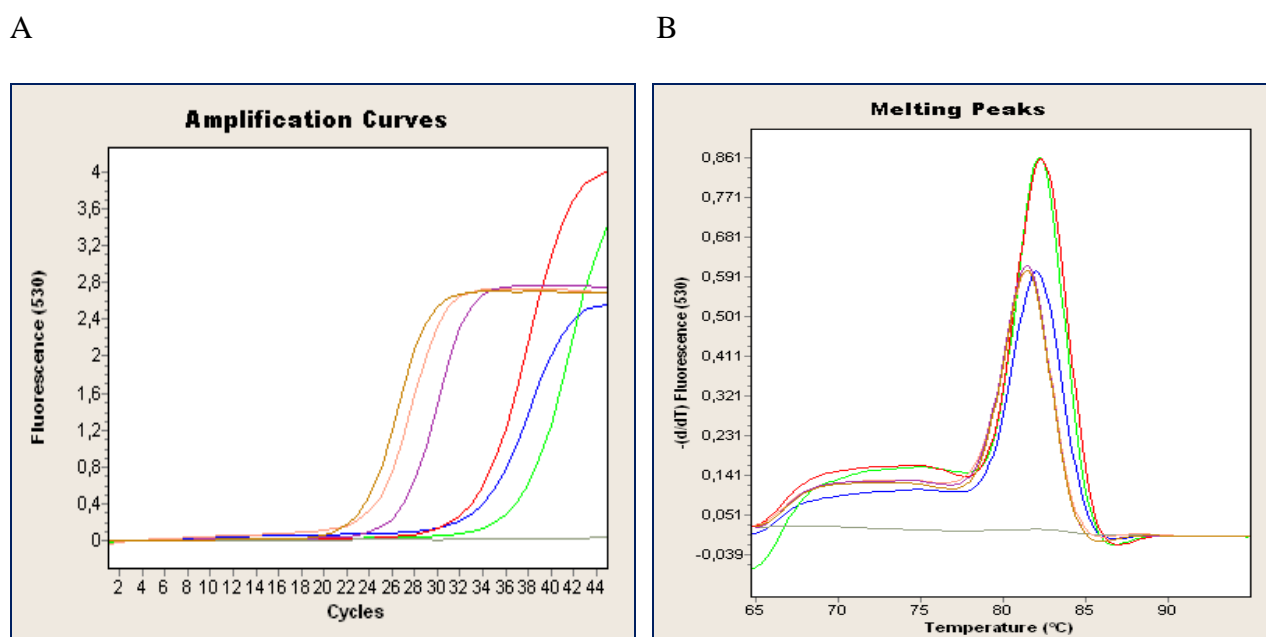 A
B
Amplification Curves
Fluorescence (530)
4
3,6
3,2
2,8
2,4
2
1,6
1,2
0,8
0,4
0
2 4 6 8 10 12 14 16 18 20 22 24 26 28 30 32 34 36 38 40 42 44
Cycles
Melting Peaks
-(d/dT) Fluorescence (530)
0,861
0,771
0,681
0,591
0,501
0,411
0,321
0,231
0,141
0,051
-0,039
65 70 75 80 85 90
Temperature (°C)